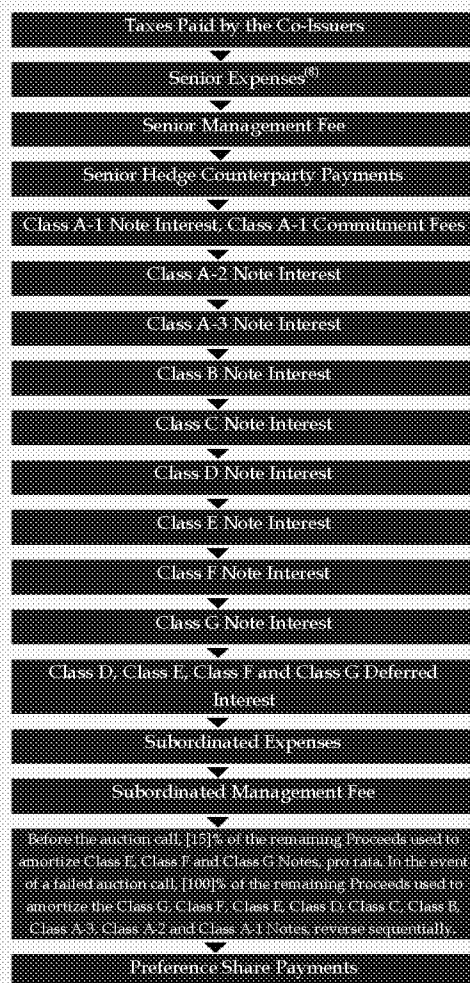 Taxes Paid by the Co-Issuers
Senior Expenses(8)
Senior Management Fee
Senior Hedge Counterparty Payments
Class A-1 Note Interest, Class A-1 Commitment Fees
Class A-2 Note Interest
Class A-3 Note Interest
Class B Note Interest
Class C Note Interest
Class D Note Interest
Class E Note Interest
Class F Note Interest
Class G Note Interest
Class D, Class E, Class F and Class G Deferred
Interest
Subordinated Expenses
Subordinated Management Fee
Before the auction call, [15]% of the remaining Proceeds used to
amortize Class E, Class F and Class G Notes, pro rata. In the event
of a failed auction call, [100]% of the remaining Proceeds used to
amortize the Class G, Class F, Class E, Class D, Class C, Class B,
Class A-3, Class A-2 and Class A-1 Notes, reverse sequentially.
Preference Share Payments